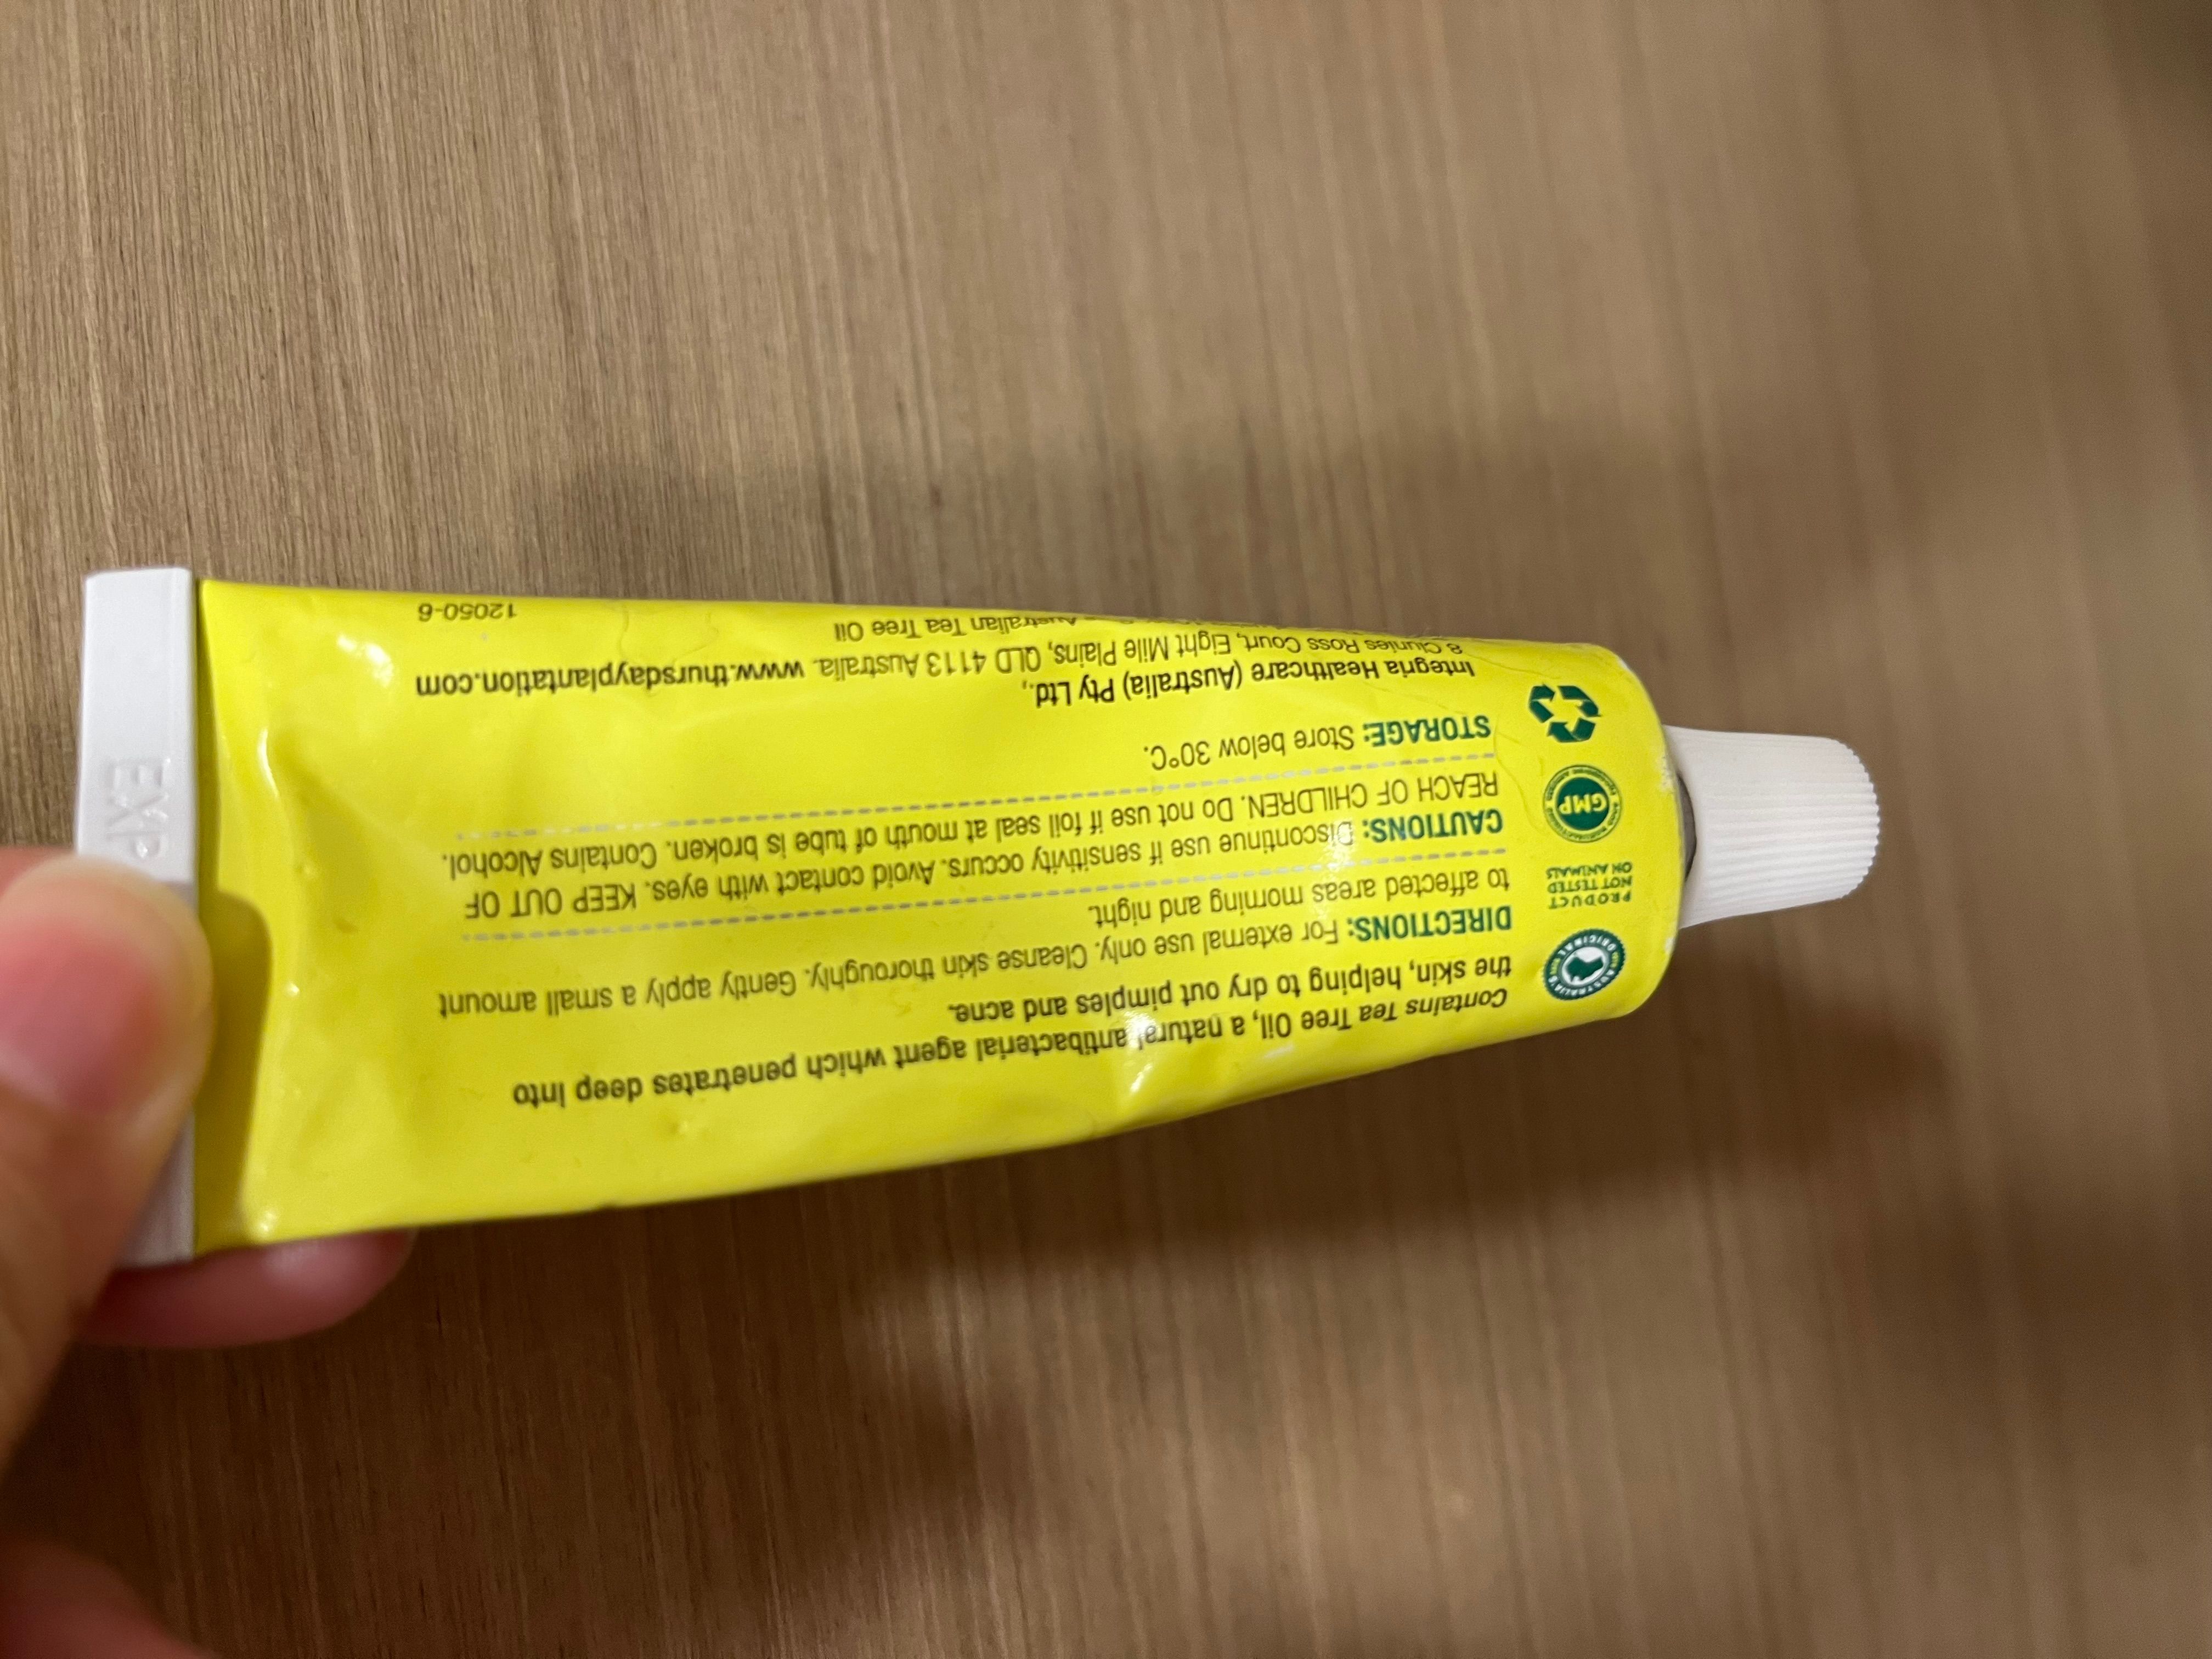 Contains Tea Tree Oil, a natural antibacterial agent which penetrates deep into
the skin, helping to dry out pimples and acne.
DIRECTIONS: For external use only. Cleanse skin thoroughly. Gently apply a small amount
to affected areas morning and night.
CAUTIONS: Discontinue use if sensitivity occurs. Avoid contact with eyes. KEEP OUT OF
REACH OF CHILDREN. Do not use if foil seal at mouth of tube is broken. Contains Alcohol.
STORAGE: Store below 30°C.
Integria Healthcare (Australia) Pty Ltd.,
8 Clunies Ross Court, Eight Mile Plains, QLD 4113 Australia. www.thursdayplantation.com
Australian Tea Tree Oil
12050-6
AUSTRALIA'S ORIGINAL
PRODUCT
NOT TESTED
ON ANIMALS
GMP
EXP